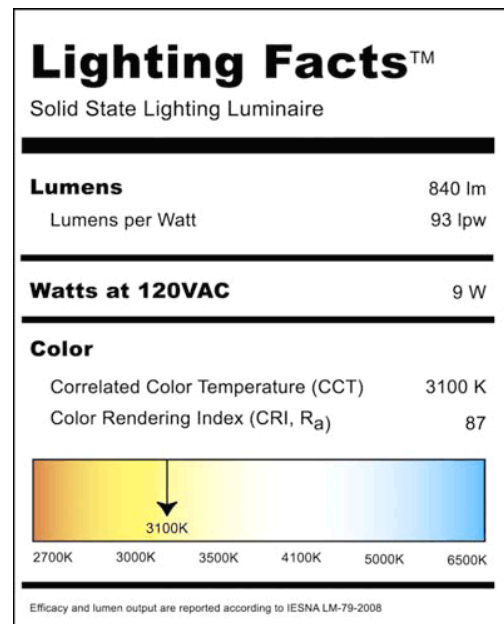 Lighting Facts™
Solid State Lighting Luminaire
Lumens 840 lm
Lumens per Watt 93 lpw
Watts at 120VAC 9 W
Color
Correlated Color Temperature (CCT) 3100 K
Color Rendering Index (CRI, Ra) 87
3100K
2700K 3000K 3500K 4100K 5000K 6500K
Efficacy and lumen output are reported according to IESNA LM-79-2008